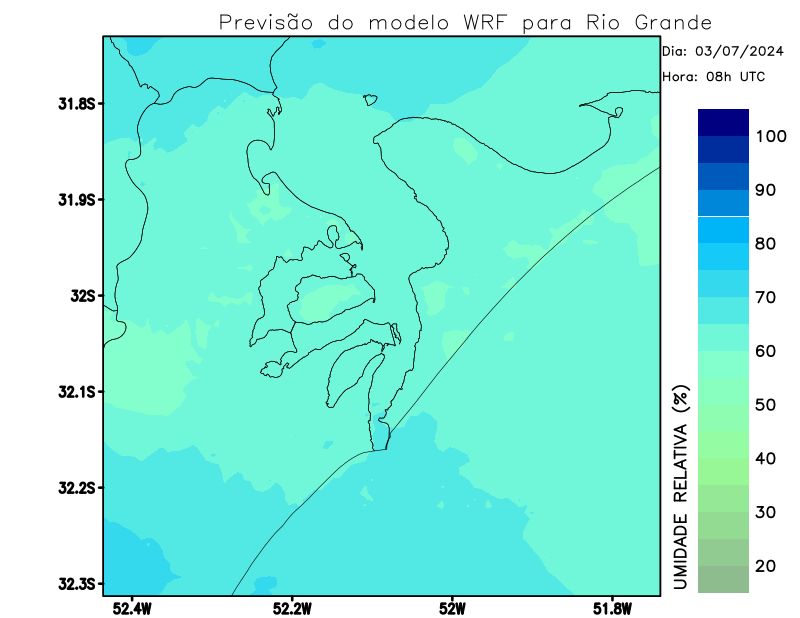 Previsão do modelo WRF para Rio Grande
Dia: 03/07/2024
Hora: 08h UTC
31.8S
31.9S
32S
32.1S
32.2S
32.3S
52.4W
52.2W
52W
51.8W
100
90
80
70
60
50
40
30
20
UMIDADE RELATIVA (%)